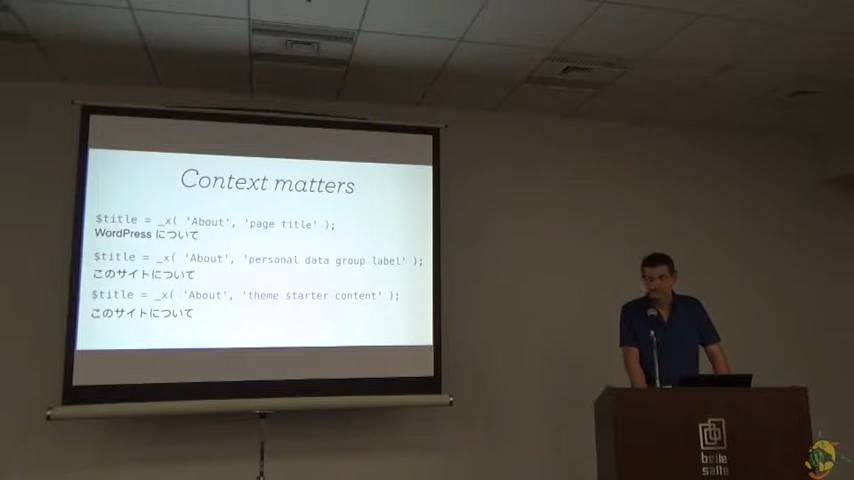 Context matters
$title = _x( 'About', 'page title' );
WordPress について
$title = _x( 'About', 'personal data group label' );
このサイトについて
$title = _x( 'About', 'theme starter content' );
このサイトについて
belle
salle